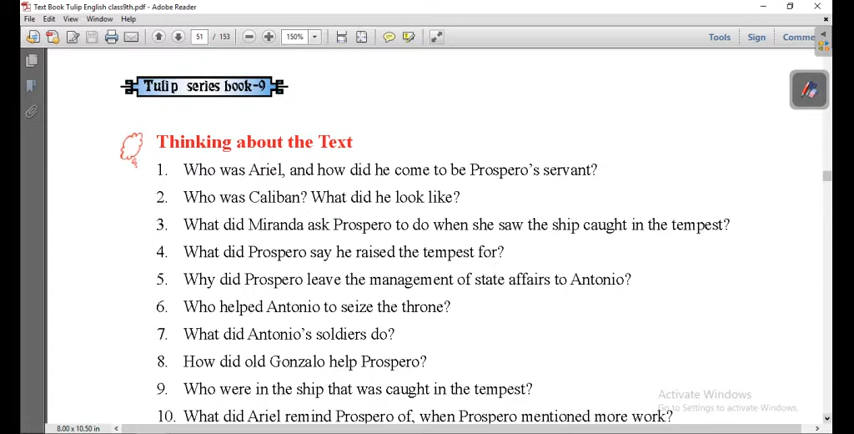 Text Book Tulip English class9th.pdf - Adobe Reader
File Edit View Window Help
51 / 153 150% Tools Sign Comme
Tulip series book-9
Thinking about the Text
1. Who was Ariel, and how did he come to be Prospero's servant?
2. Who was Caliban? What did he look like?
3. What did Miranda ask Prospero to do when she saw the ship caught in the tempest?
4. What did Prospero say he raised the tempest for?
5. Why did Prospero leave the management of state affairs to Antonio?
6. Who helped Antonio to seize the throne?
7. What did Antonio's soldiers do?
8. How did old Gonzalo help Prospero?
9. Who were in the ship that was caught in the tempest?
Activate Windows
Go to Settings to activate Windows.
10. What did Ariel remind Prospero of, when Prospero mentioned more work?
8.00 x 10.50 in